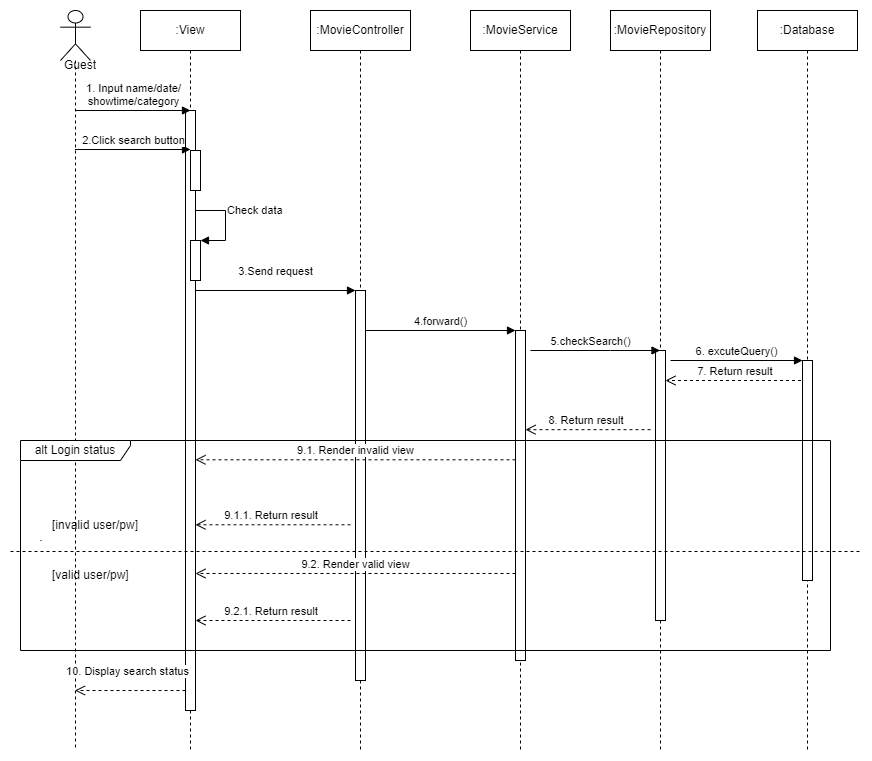 :View
:MovieController
:MovieService
:MovieRepository
:Database
Guest
1. Input name/date/
showtime/category
2.Click search button
Check data
3.Send request
4.forward()
5.checkSearch()
6. excuteQuery()
7. Return result
8. Return result
alt Login status
9.1. Render invalid view
9.1.1. Return result
[invalid user/pw]
9.2. Render valid view
[valid user/pw]
9.2.1. Return result
10. Display search status